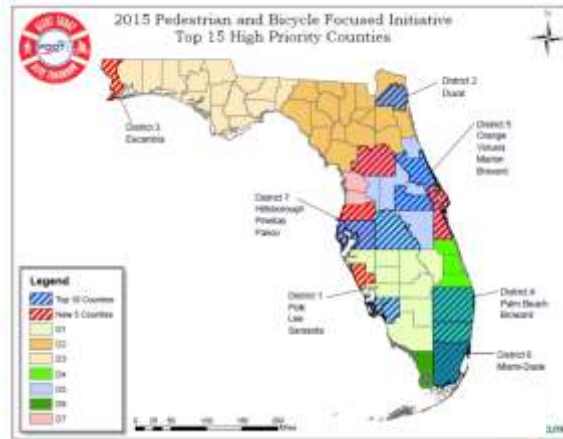 2015 Pedestrian and Bicycle Focused Initiative
Top 15 High Priority Counties
FDOT
District 2
Duval
District 3
Escambia
District 5
Orange
Volusia
Marion
Broward
District 7
Hillsborough
Pinellas
Pasco
District 1
Polk
Lee
Sarasota
District 4
Palm Beach
Broward
District 6
Miami-Dade
Legend
Top 10 Counties
New 5 Counties
D1
D2
D3
D4
D5
D6
D7
Miles